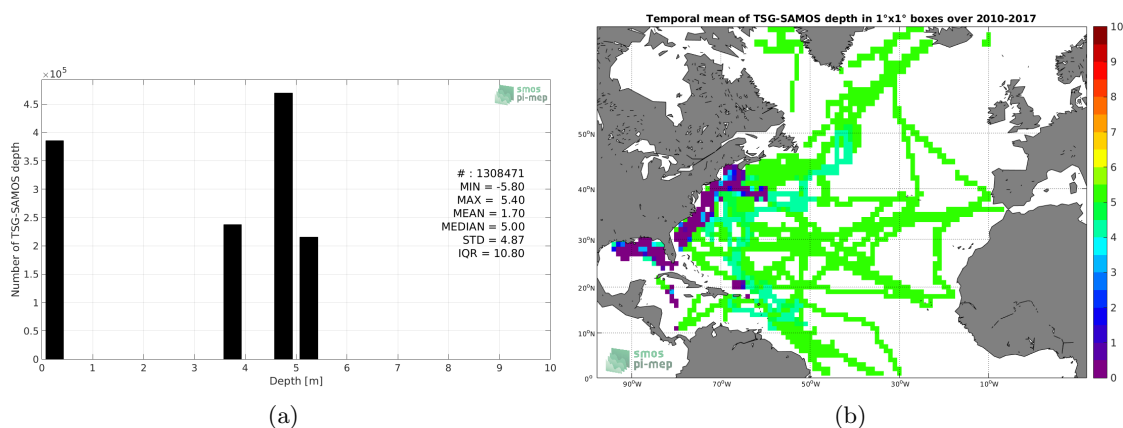 ×10⁵
4.5
4
3.5
3
2.5
2
1.5
1
0.5
0
Number of TSG-SAMOS depth
smos
pi-mep
# : 1308471
MIN = -5.80
MAX = 5.40
MEAN = 1.70
MEDIAN = 5.00
STD = 4.87
IQR = 10.80
0 1 2 3 4 5 6 7 8 9 10
Depth [m]
(a)
Temporal mean of TSG-SAMOS depth in 1°x1° boxes over 2010-2017
50°N
40°N
30°N
20°N
10°N
0°
90°W 70°W 50°W 30°W 10°W
smos
pi-mep
10
9
8
7
6
5
4
3
2
1
0
(b)